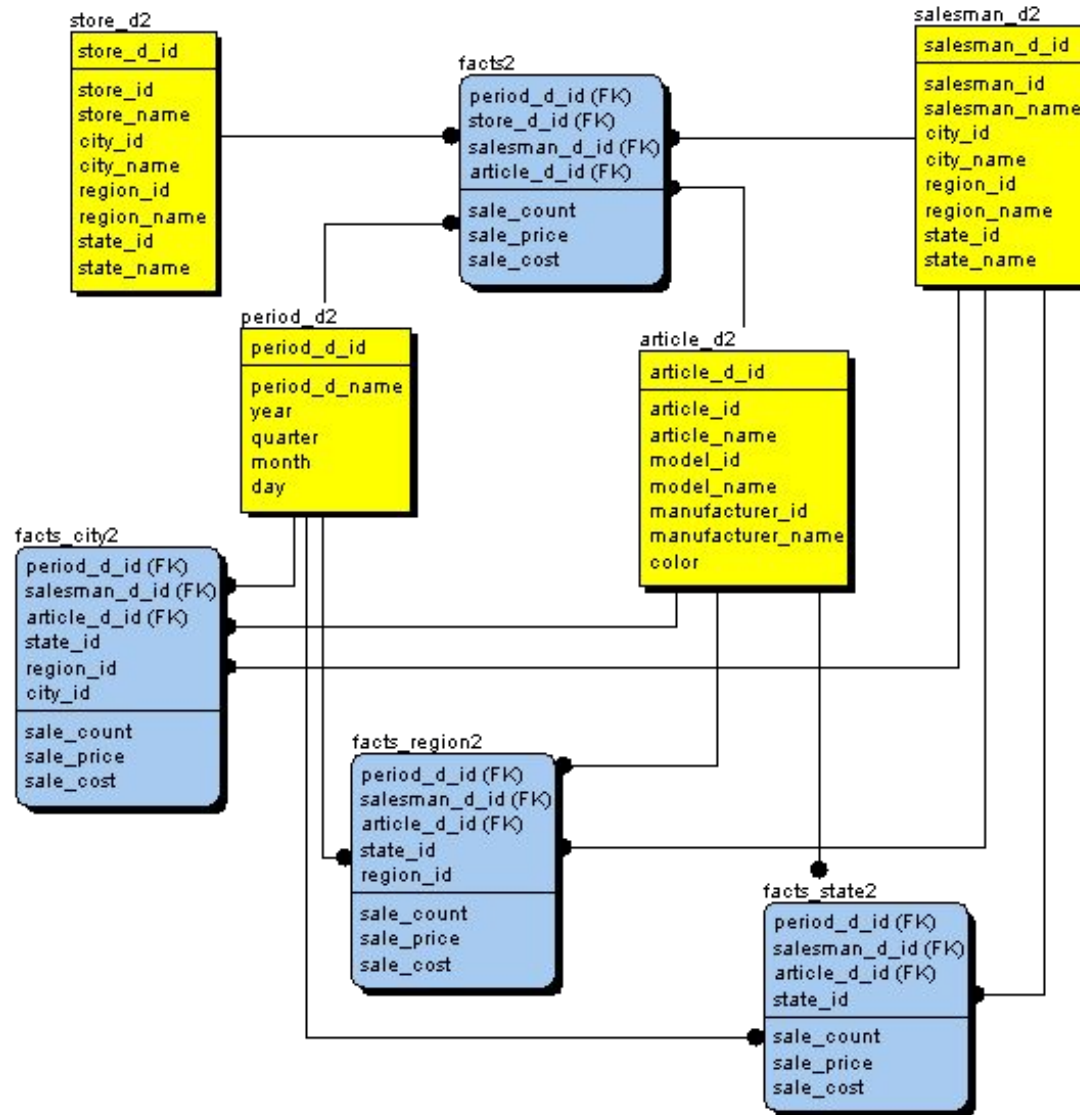 store_d2
store_d_id
store_id
store_name
city_id
city_name
region_id
region_name
state_id
state_name
facts2
period_d_id (FK)
store_d_id (FK)
salesman_d_id (FK)
article_d_id (FK)
sale_count
sale_price
sale_cost
salesman_d2
salesman_d_id
salesman_id
salesman_name
city_id
city_name
region_id
region_name
state_id
state_name
period_d2
period_d_id
period_d_name
year
quarter
month
day
article_d2
article_d_id
article_id
article_name
model_id
model_name
manufacturer_id
manufacturer_name
color
facts_city2
period_d_id (FK)
salesman_d_id (FK)
article_d_id (FK)
state_id
region_id
city_id
sale_count
sale_price
sale_cost
facts_region2
period_d_id (FK)
salesman_d_id (FK)
article_d_id (FK)
state_id
region_id
sale_count
sale_price
sale_cost
facts_state2
period_d_id (FK)
salesman_d_id (FK)
article_d_id (FK)
state_id
sale_count
sale_price
sale_cost